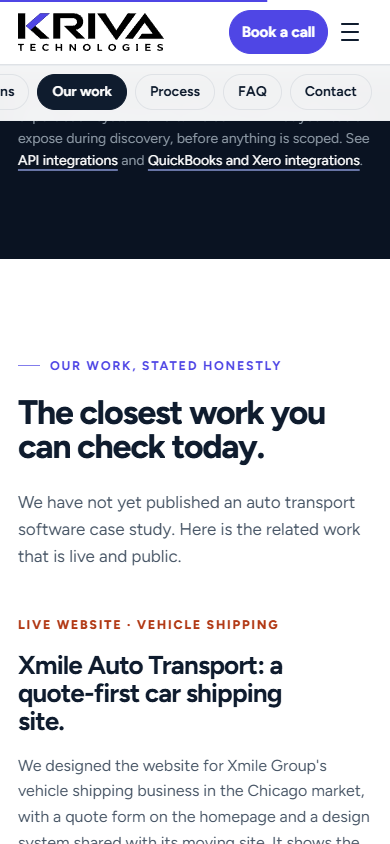 KRIVA
TECHNOLOGIES
Book a call
ns
Our work
Process
FAQ
Contact
expose during discovery, before anything is scoped. See
API integrations and QuickBooks and Xero integrations.
OUR WORK, STATED HONESTLY
The closest work you
can check today.
We have not yet published an auto transport
software case study. Here is the related work
that is live and public.
LIVE WEBSITE · VEHICLE SHIPPING
Xmile Auto Transport: a
quote-first car shipping
site.
We designed the website for Xmile Group's
vehicle shipping business in the Chicago market,
with a quote form on the homepage and a design
system shared with its moving site. It shows the